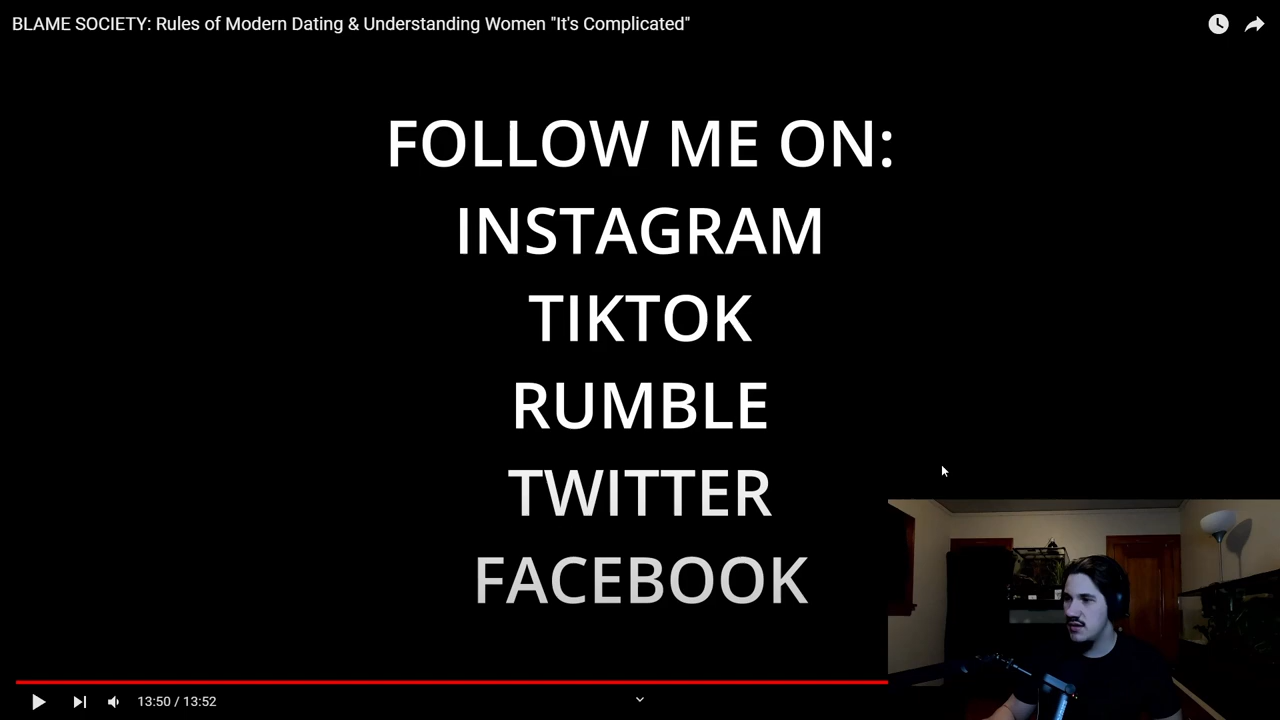 BLAME SOCIETY: Rules of Modern Dating & Understanding Women "It's Complicated"
FOLLOW ME ON:
INSTAGRAM
TIKTOK
RUMBLE
TWITTER
FACEBOOK
13:50 / 13:52